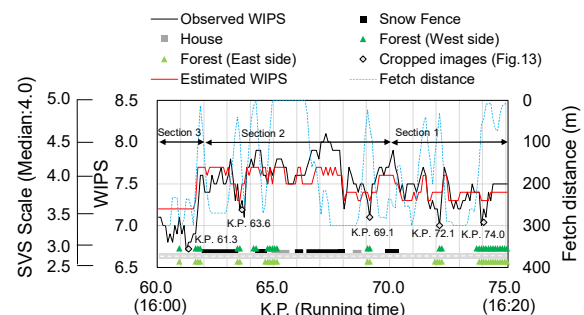 Observed WIPS
Snow Fence
House
Forest (West side)
Forest (East side)
Cropped images (Fig.13)
Estimated WIPS
Fetch distance
SVS Scale (Median:4.0)
5.0
4.5
4.0
3.5
3.0
2.5
WIPS
8.5
8.0
7.5
7.0
6.5
Section 3
Section 2
Section 1
K.P. 61.3
K.P. 63.6
K.P. 69.1
K.P. 72.1
K.P. 74.0
0
100
200
300
400
Fetch distance (m)
60.0
65.0
70.0
75.0
(16:00)
K.P. (Running time)
(16:20)